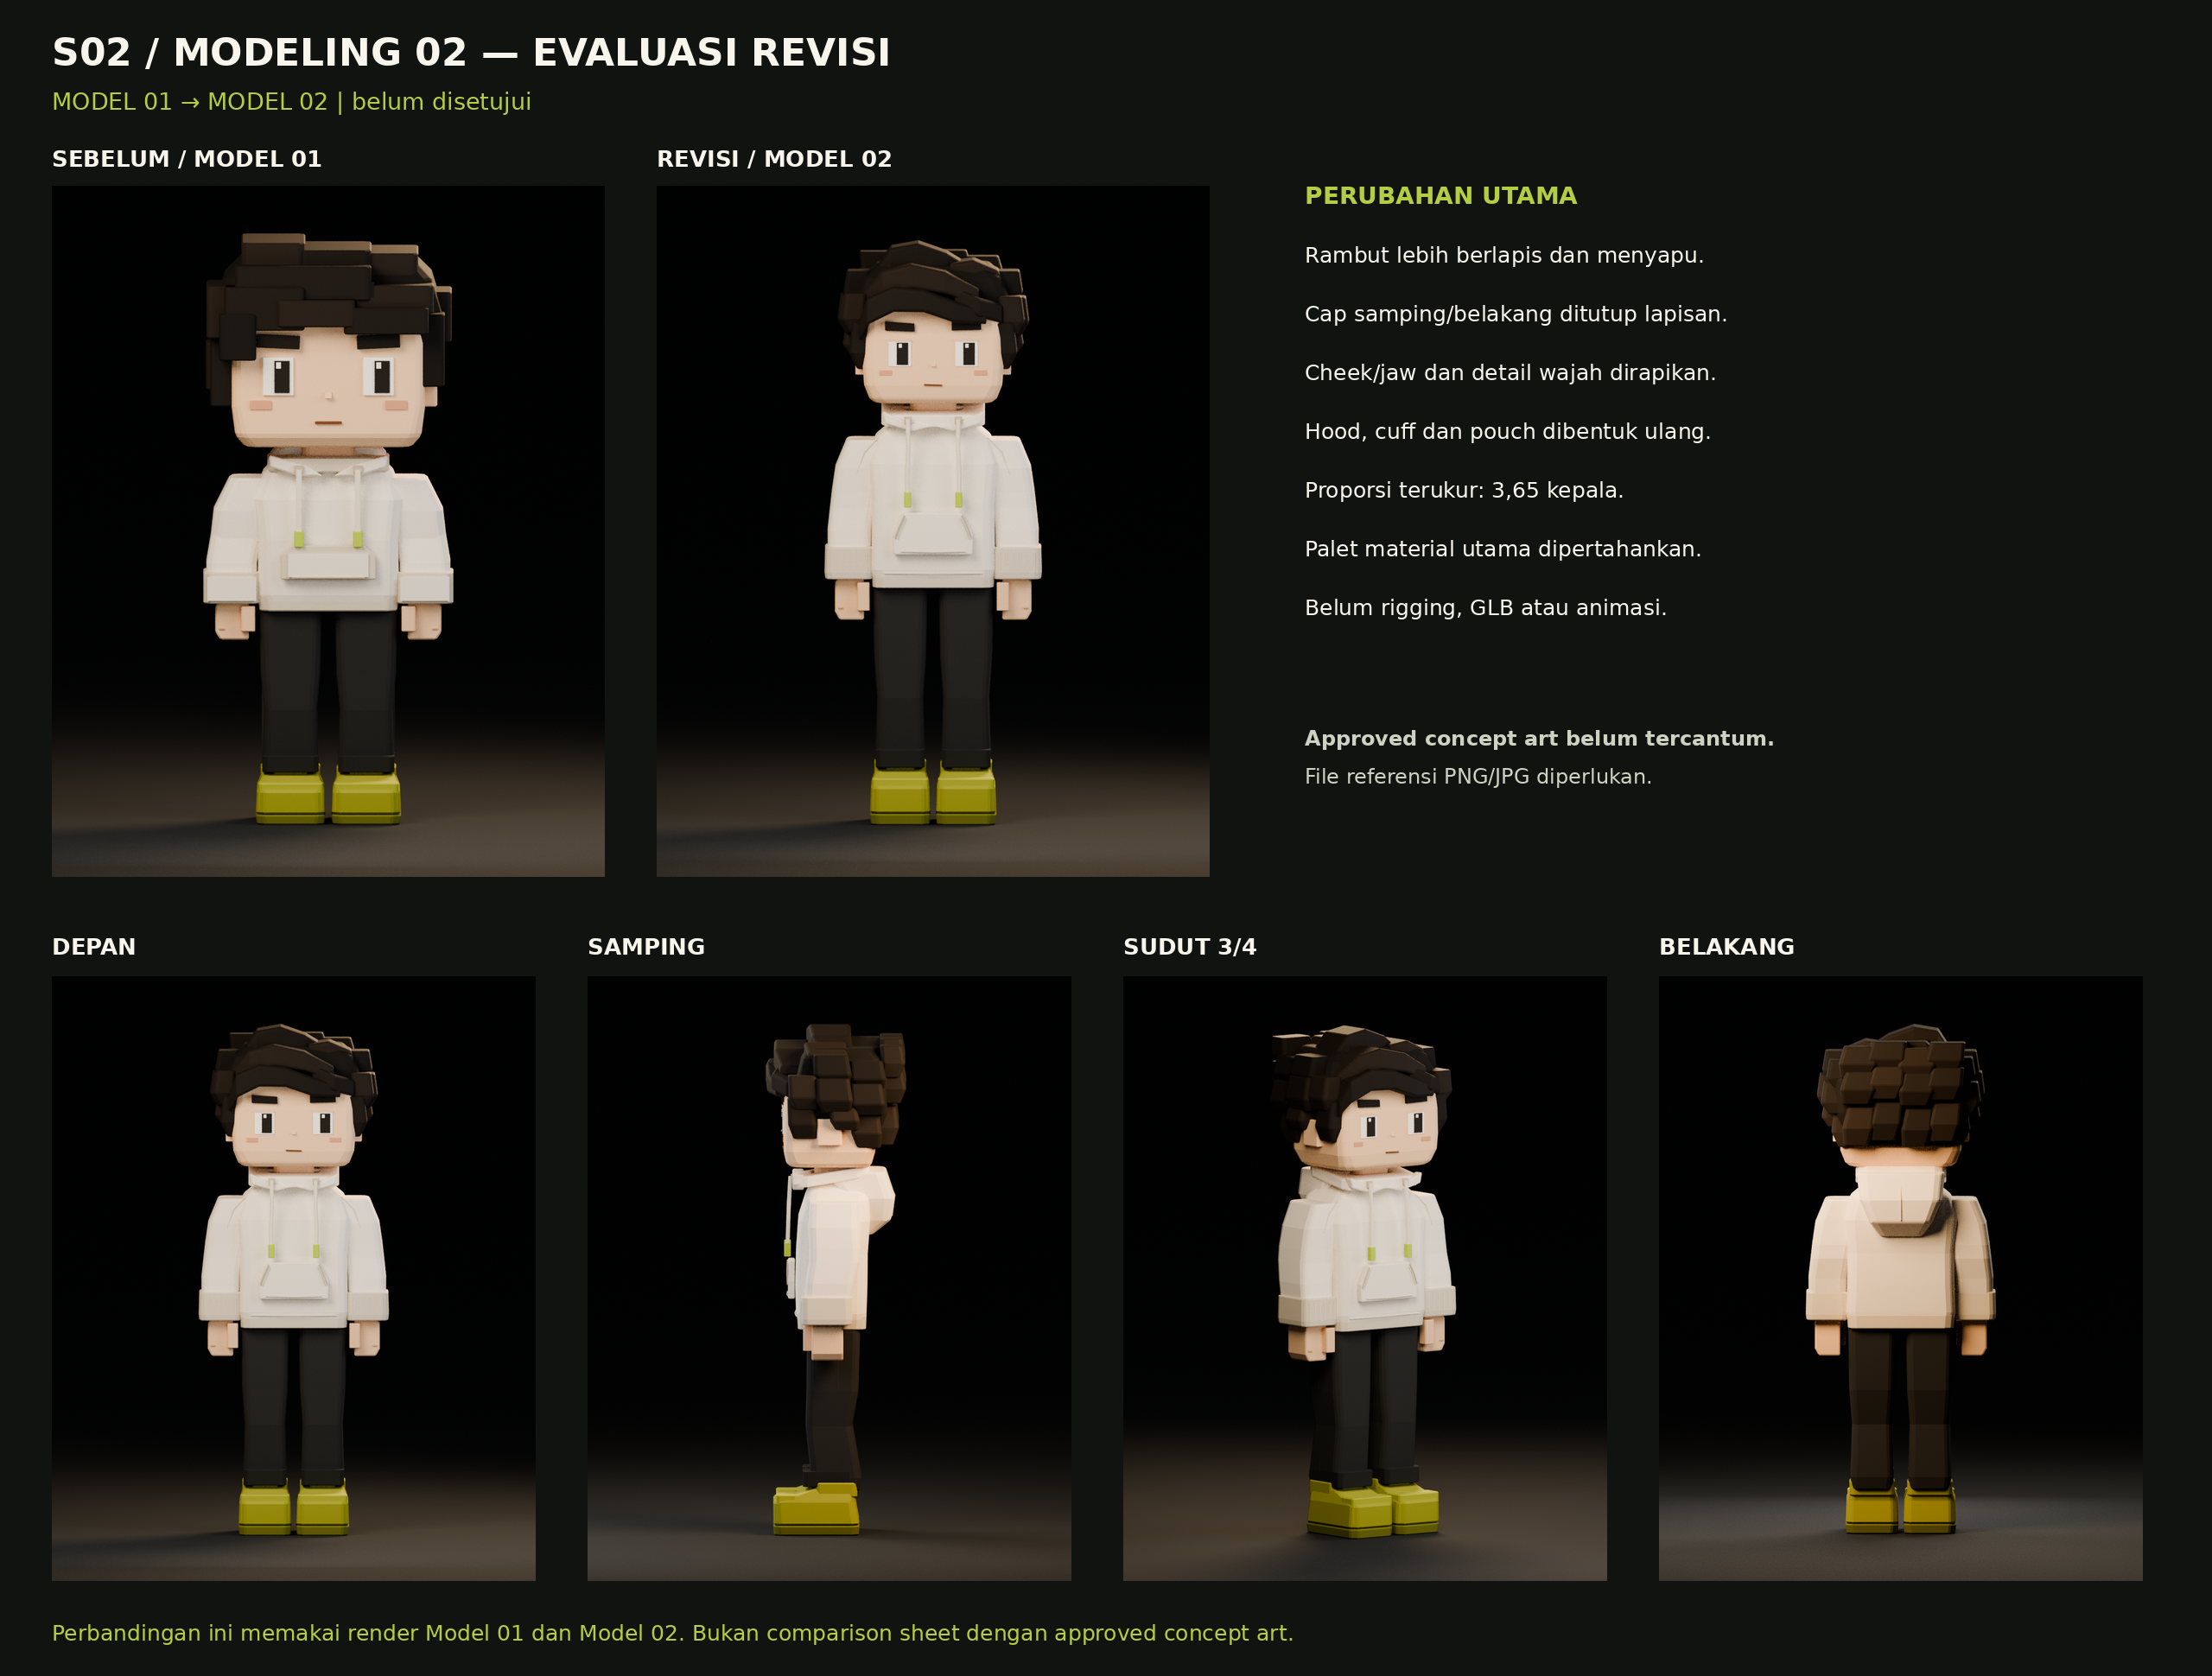 S02 / MODELING 02 — EVALUASI REVISI
MODEL 01 → MODEL 02 | belum disetujui
SEBELUM / MODEL 01
REVISI / MODEL 02
PERUBAHAN UTAMA
Rambut lebih berlapis dan menyapu.
Cap samping/belakang ditutup lapisan.
Cheek/jaw dan detail wajah dirapikan.
Hood, cuff dan pouch dibentuk ulang.
Proporsi terukur: 3,65 kepala.
Palet material utama dipertahankan.
Belum rigging, GLB atau animasi.
Approved concept art belum tercantum.
File referensi PNG/JPG diperlukan.
DEPAN
SAMPING
SUDUT 3/4
BELAKANG
Perbandingan ini memakai render Model 01 dan Model 02. Bukan comparison sheet dengan approved concept art.